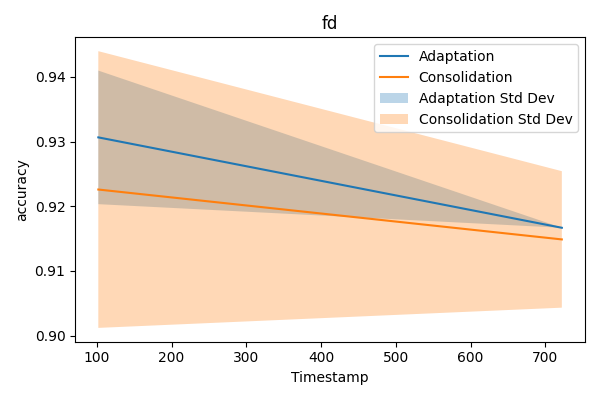 fd
Adaptation
Consolidation
Adaptation Std Dev
Consolidation Std Dev
accuracy
0.94
0.93
0.92
0.91
0.90
100 200 300 400 500 600 700
Timestamp